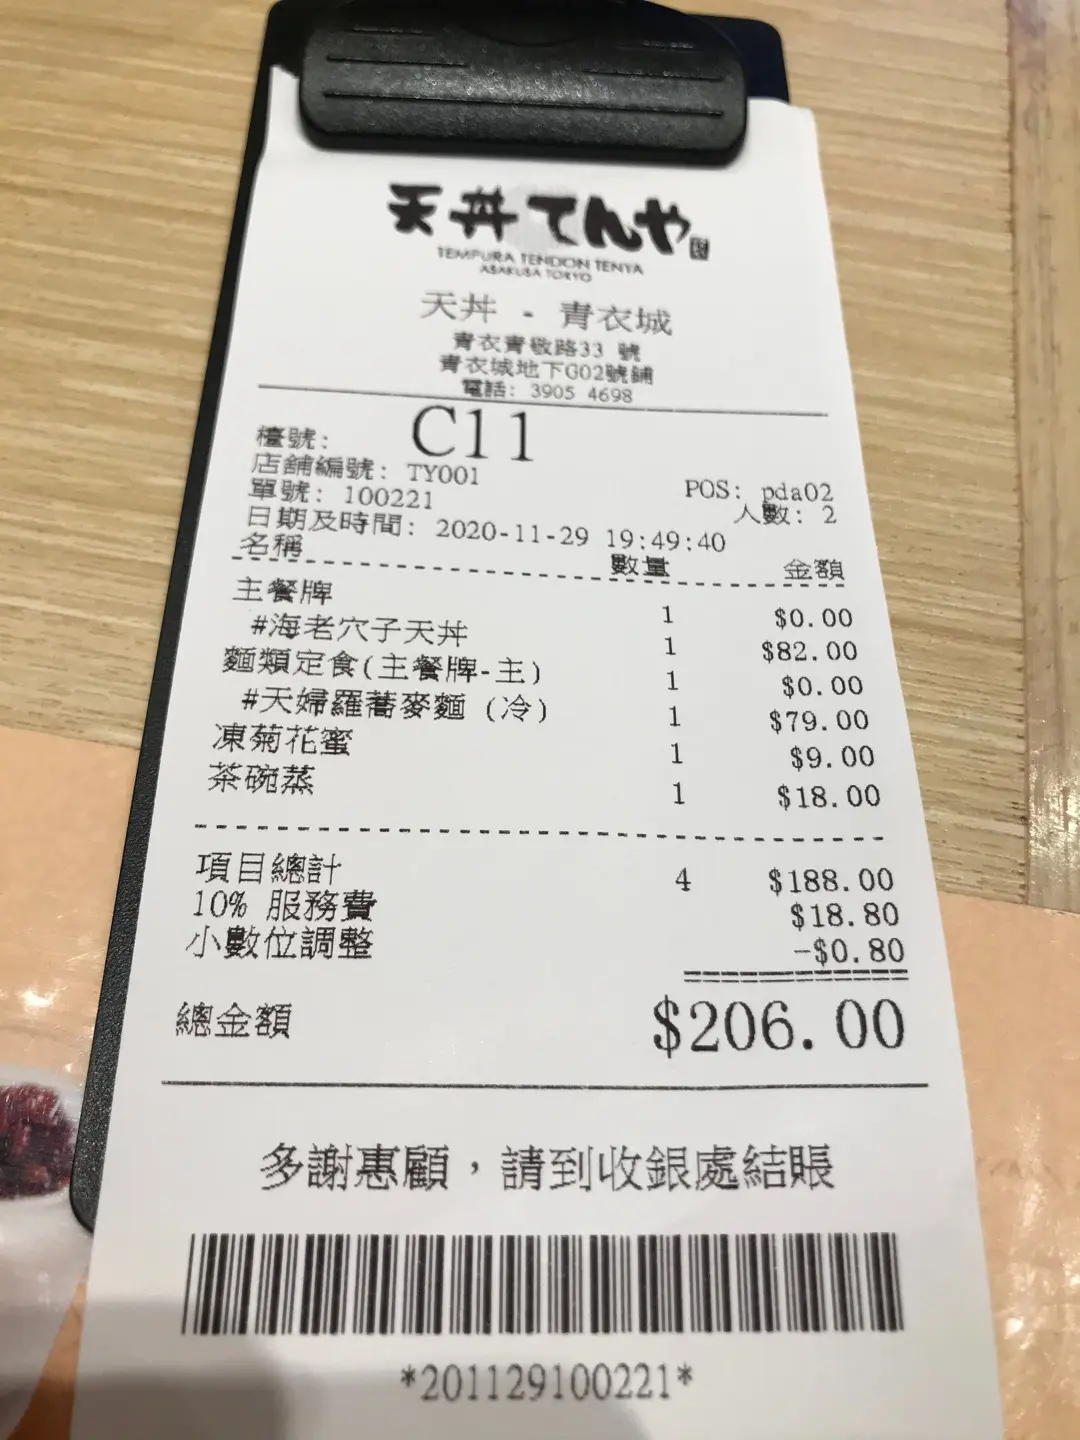 天丼 てんや
TEMPURA TENDON TENYA
ASAKUSA TOKYO
天丼 - 青衣城
青衣青敬路33 號
青衣城地下G02號鋪
電話: 3905 4698
檯號: C11
店舖編號: TY001 POS: pda02
單號: 100221 人數: 2
日期及時間: 2020-11-29 19:49:40
名稱 數量 金額
主餐牌 1 $0.00
#海老穴子天丼 1 $82.00
麵類定食(主餐牌-主) 1 $0.00
#天婦羅蕎麥麵 (冷) 1 $79.00
凍菊花蜜 1 $9.00
茶碗蒸 1 $18.00
項目總計 4 $188.00
10% 服務費 $18.80
小數位調整 -$0.80
總金額 $206.00
多謝惠顧，請到收銀處結賬
*201129100221*